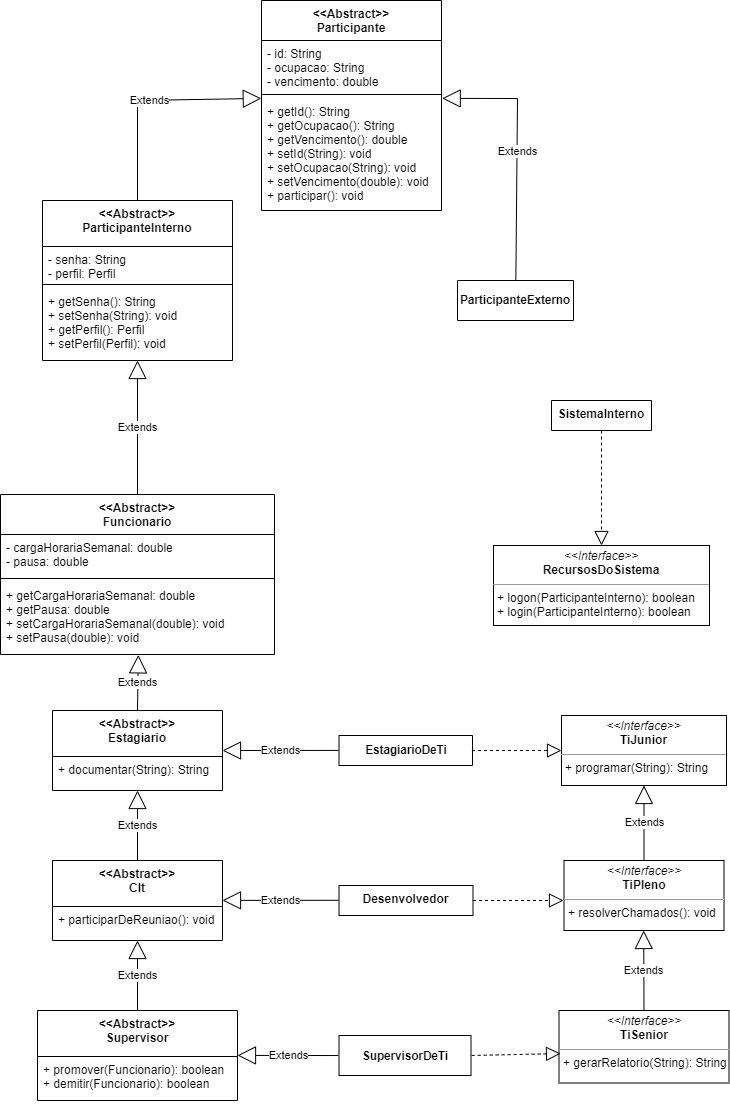 <<Abstract>>
Participante
- id: String
- ocupacao: String
- vencimento: double
+ getId(): String
+ getOcupacao(): String
+ getVencimento(): double
+ setId(String): void
+ setOcupacao(String): void
+ setVencimento(double): void
+ participar(): void
Extends
Extends
<<Abstract>>
ParticipanteInterno
- senha: String
- perfil: Perfil
+ getSenha(): String
+ setSenha(String): void
+ getPerfil(): Perfil
+ setPerfil(Perfil): void
ParticipanteExterno
Extends
SistemaInterno
<<Abstract>>
Funcionario
- cargaHorariaSemanal: double
- pausa: double
+ getCargaHorariaSemanal: double
+ getPausa: double
+ setCargaHorariaSemanal(double): void
+ setPausa(double): void
<<Interface>>
RecursosDoSistema
+ logon(ParticipanteInterno): boolean
+ login(ParticipanteInterno): boolean
Extends
<<Abstract>>
Estagiario
+ documentar(String): String
Extends
EstagiarioDeTi
<<Interface>>
TiJunior
+ programar(String): String
Extends
Extends
<<Abstract>>
Clt
+ participarDeReuniao(): void
Extends
Desenvolvedor
<<Interface>>
TiPleno
+ resolverChamados(): void
Extends
Extends
<<Abstract>>
Supervisor
+ promover(Funcionario): boolean
+ demitir(Funcionario): boolean
Extends
SupervisorDeTi
<<Interface>>
TiSenior
+ gerarRelatorio(String): String